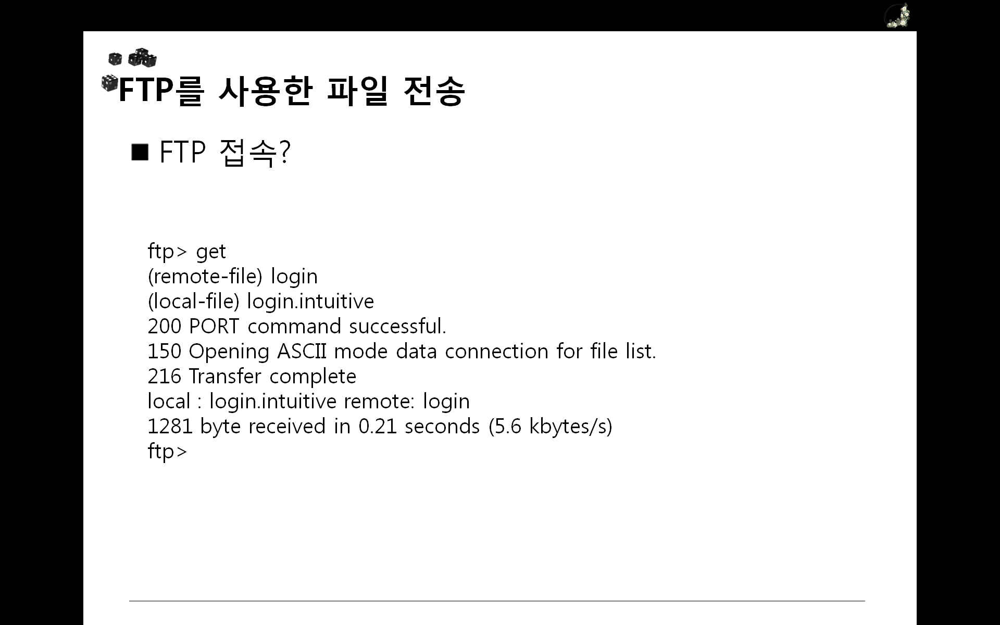 FTP를 사용한 파일 전송
FTP 접속?
ftp> get
(remote-file) login
(local-file) login.intuitive
200 PORT command successful.
150 Opening ASCII mode data connection for file list.
216 Transfer complete
local : login.intuitive remote: login
1281 byte received in 0.21 seconds (5.6 kbytes/s)
ftp>